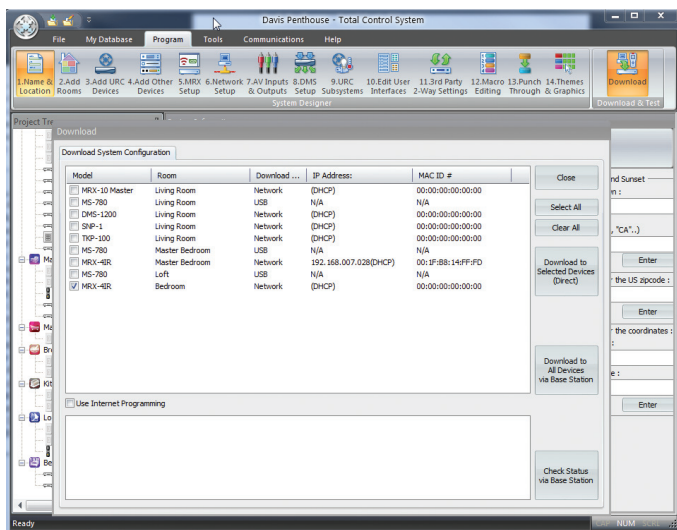 Davis Penthouse - Total Control System
File My Database Program Tools Communications Help
1.Name & Location 2.Add Rooms 3.Add URC Devices 4.Add Other Devices 5.MRX Setup 6.Network Setup 7.AV Inputs & Outputs 8.DMS Setup 9.URC Subsystems 10.Edit User Interfaces 11.3rd Party 2-Way Settings 12.Macro Editing 13.Punch Through 14.Themes & Graphics Download
System Designer Download & Test
Project Tre
Download
Download System Configuration
Model Room Download ... IP Address: MAC ID #
MRX-10 Master Living Room Network (DHCP) 00:00:00:00:00:00
MS-780 Living Room USB N/A N/A
DMS-1200 Living Room Network (DHCP) 00:00:00:00:00:00
SNP-1 Living Room Network (DHCP) 00:00:00:00:00:00
TKP-100 Living Room Network (DHCP) 00:00:00:00:00:00
MS-780 Master Bedroom USB N/A N/A
MRX-4IR Master Bedroom Network 192.168.007.028(DHCP) 00:1F:B8:14:FF:FD
MS-780 Loft USB N/A N/A
MRX-4IR Bedroom Network (DHCP) 00:00:00:00:00:00
Close
Select All
Clear All
Download to
Selected Devices
(Direct)
Download to
All Devices
via Base Station
Use Internet Programming
Check Status
via Base Station
nd Sunset
n :
, "CA"..)
Enter
r the US zipcode :
Enter
r the coordinates :
:
e :
Enter
Ma
Ma
Br
Kit
Lo
Be
Ready
CAP NUM SCRL